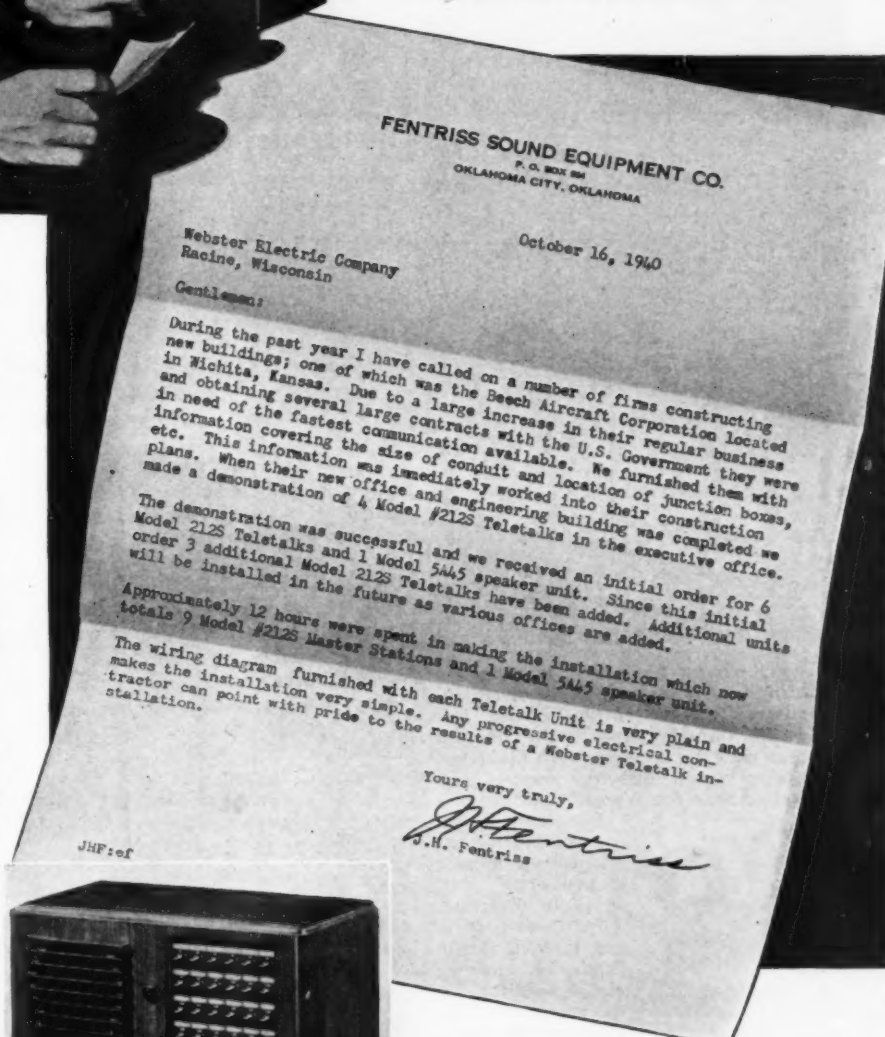 FENTRISS SOUND EQUIPMENT CO.
P. O. BOX
OKLAHOMA CITY, OKLAHOMA
October 16, 1940
Webster Electric Company
Racine, Wisconsin
Gentlemen:
During the past year I have called on a number of firms constructing
new buildings; one of which was the Beech Aircraft Corporation located
in Wichita, Kansas. Due to a large increase in their regular business
and obtaining several large contracts with the U.S. Government they were
in need of the fastest communication available. We furnished them with
information covering the size of conduit and location of junction boxes,
etc. This information was immediately worked into their construction
plans. When their new office and engineering building was completed we
made a demonstration of 4 Model #212S Teletalks in the executive office.
The demonstration was successful and we received an initial order for 6
Model 212S Teletalks and 1 Model 5A45 speaker unit. Since this initial
order 3 additional Model 212S Teletalks have been added. Additional units
will be installed in the future as various offices are added.
Approximately 12 hours were spent in making the installation which now
totals 9 Model #212S Master Stations and 1 Model 5A45 speaker unit.
The wiring diagram furnished with each Teletalk Unit is very plain and
makes the installation very simple. Any progressive electrical con-
tractor can point with pride to the results of a Webster Teletalk in-
stallation.
Yours very truly,
JHFentriss
J.H. Fentriss
JHF:ef